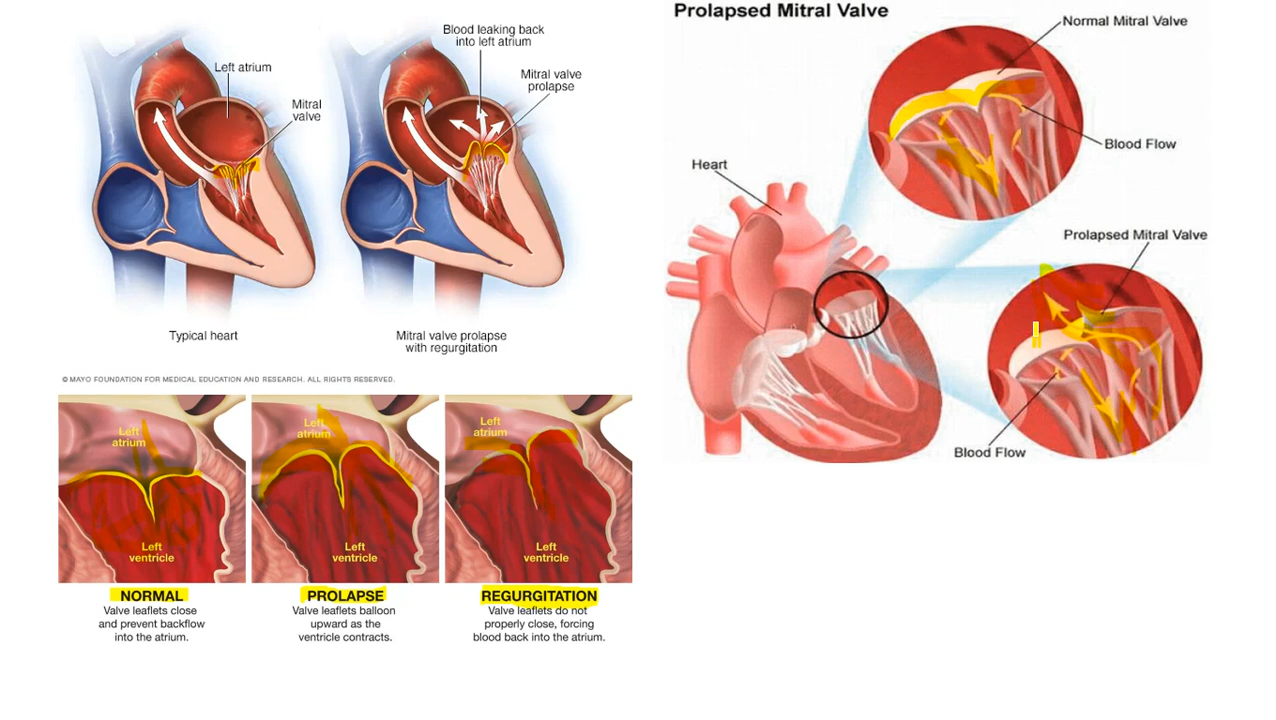 Left atrium
Mitral
valve
Typical heart
Blood leaking back
into left atrium
Mitral valve
prolapse
Mitral valve prolapse
with regurgitation
© MAYO FOUNDATION FOR MEDICAL EDUCATION AND RESEARCH. ALL RIGHTS RESERVED.
Left
atrium
Left
ventricle
NORMAL
Valve leaflets close
and prevent backflow
into the atrium.
Left
atrium
Left
ventricle
PROLAPSE
Valve leaflets balloon
upward as the
ventricle contracts.
Left
atrium
Left
ventricle
REGURGITATION
Valve leaflets do not
properly close, forcing
blood back into the atrium.
Prolapsed Mitral Valve
Normal Mitral Valve
Blood Flow
Heart
Prolapsed Mitral Valve
Blood Flow